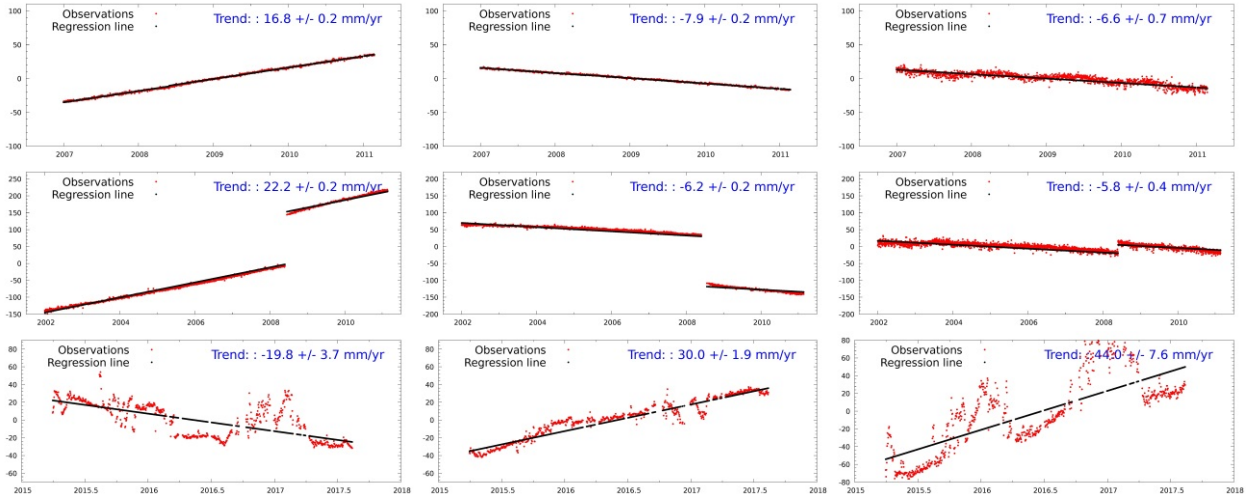 Observations
Regression line
Trend: : 16.8 +/- 0.2 mm/yr
100
50
0
-50
-100
2007 2008 2009 2010 2011
Observations
Regression line
Trend: : -7.9 +/- 0.2 mm/yr
100
50
0
-50
-100
2007 2008 2009 2010 2011
Observations
Regression line
Trend: : -6.6 +/- 0.7 mm/yr
100
50
0
-50
-100
2007 2008 2009 2010 2011
Observations
Regression line
Trend: : 22.2 +/- 0.2 mm/yr
250
200
150
100
50
0
-50
-100
-150
2002 2004 2006 2008 2010
Observations
Regression line
Trend: : -6.2 +/- 0.2 mm/yr
200
150
100
50
0
-50
-100
-150
-200
2002 2004 2006 2008 2010
Observations
Regression line
Trend: : -5.8 +/- 0.4 mm/yr
200
150
100
50
0
-50
-100
-150
-200
2002 2004 2006 2008 2010
Observations
Regression line
Trend: : -19.8 +/- 3.7 mm/yr
80
60
40
20
0
-20
-40
-60
2015 2015.5 2016 2016.5 2017 2017.5 2018
Observations
Regression line
Trend: : 30.0 +/- 1.9 mm/yr
80
60
40
20
0
-20
-40
-60
2015 2015.5 2016 2016.5 2017 2017.5 2018
Observations
Regression line
Trend: : 44.0 +/- 7.6 mm/yr
80
60
40
20
0
-20
-40
-60
-80
2015 2015.5 2016 2016.5 2017 2017.5 2018